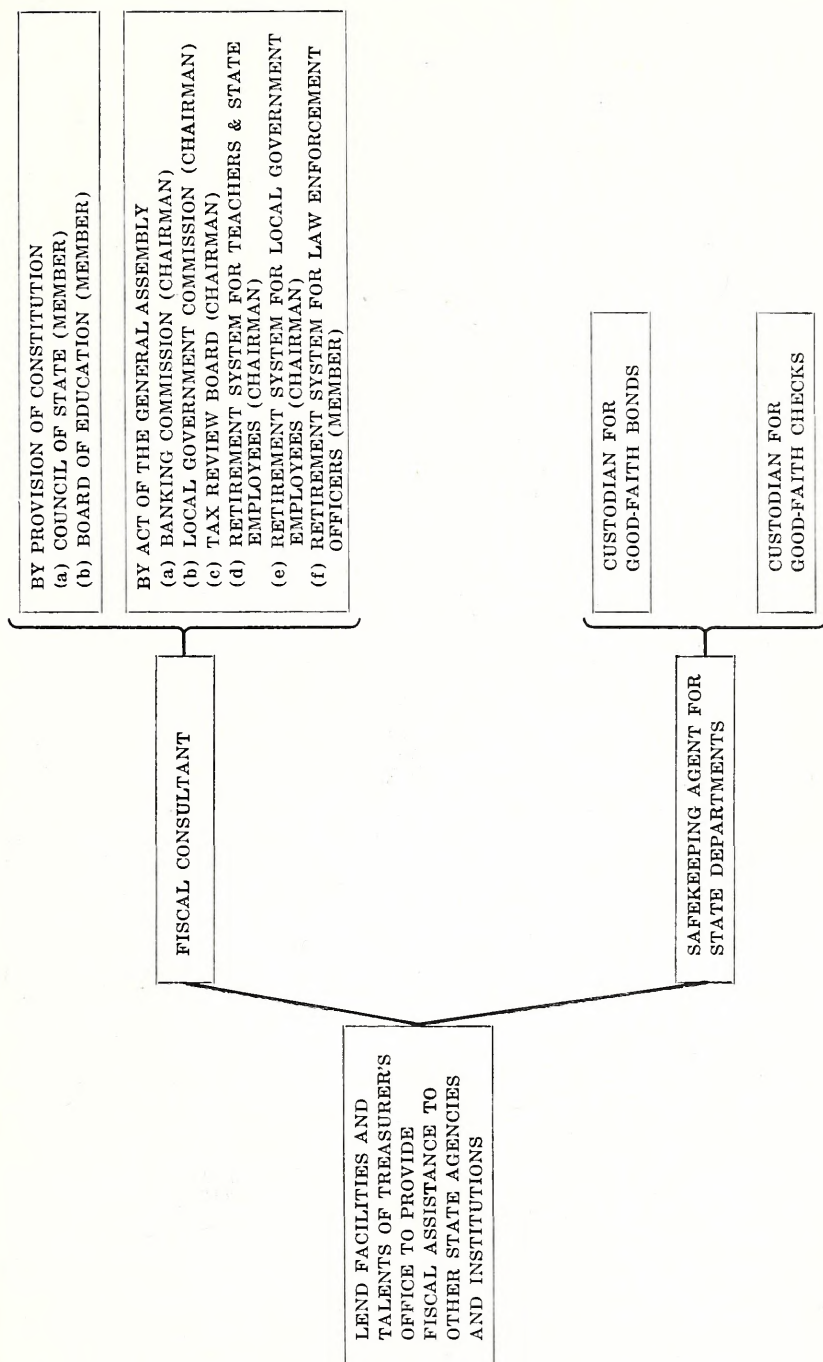 LEND FACILITIES AND
TALENTS OF TREASURER'S
OFFICE TO PROVIDE
FISCAL ASSISTANCE TO
OTHER STATE AGENCIES
AND INSTITUTIONS
FISCAL CONSULTANT
BY PROVISION OF CONSTITUTION
(a) COUNCIL OF STATE (MEMBER)
(b) BOARD OF EDUCATION (MEMBER)
BY ACT OF THE GENERAL ASSEMBLY
(a) BANKING COMMISSION (CHAIRMAN)
(b) LOCAL GOVERNMENT COMMISSION (CHAIRMAN)
(c) TAX REVIEW BOARD (CHAIRMAN)
(d) RETIREMENT SYSTEM FOR TEACHERS & STATE
EMPLOYEES (CHAIRMAN)
(e) RETIREMENT SYSTEM FOR LOCAL GOVERNMENT
EMPLOYEES (CHAIRMAN)
(f) RETIREMENT SYSTEM FOR LAW ENFORCEMENT
OFFICERS (MEMBER)
SAFEKEEPING AGENT FOR
STATE DEPARTMENTS
CUSTODIAN FOR
GOOD-FAITH BONDS
CUSTODIAN FOR
GOOD-FAITH CHECKS